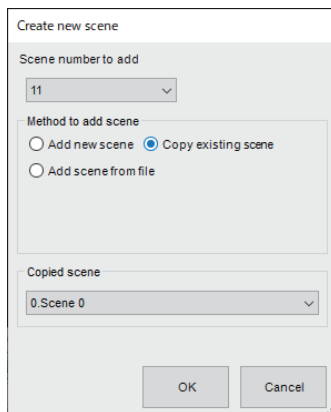 Create new scene
Scene number to add
11
Method to add scene
Add new scene Copy existing scene
Add scene from file
Copied scene
0.Scene 0
OK Cancel